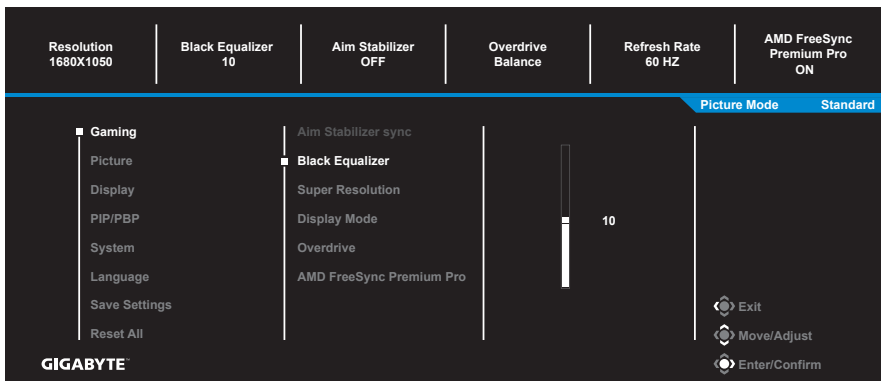 Resolution
1680X1050
Black Equalizer
10
Aim Stabilizer
OFF
Overdrive
Balance
Refresh Rate
60 HZ
AMD FreeSync
Premium Pro
ON
Picture Mode Standard
Gaming
Picture
Display
PIP/PBP
System
Language
Save Settings
Reset All
Aim Stabilizer sync
Black Equalizer
Super Resolution
Display Mode
Overdrive
AMD FreeSync Premium Pro
10
Exit
Move/Adjust
Enter/Confirm
GIGABYTE™